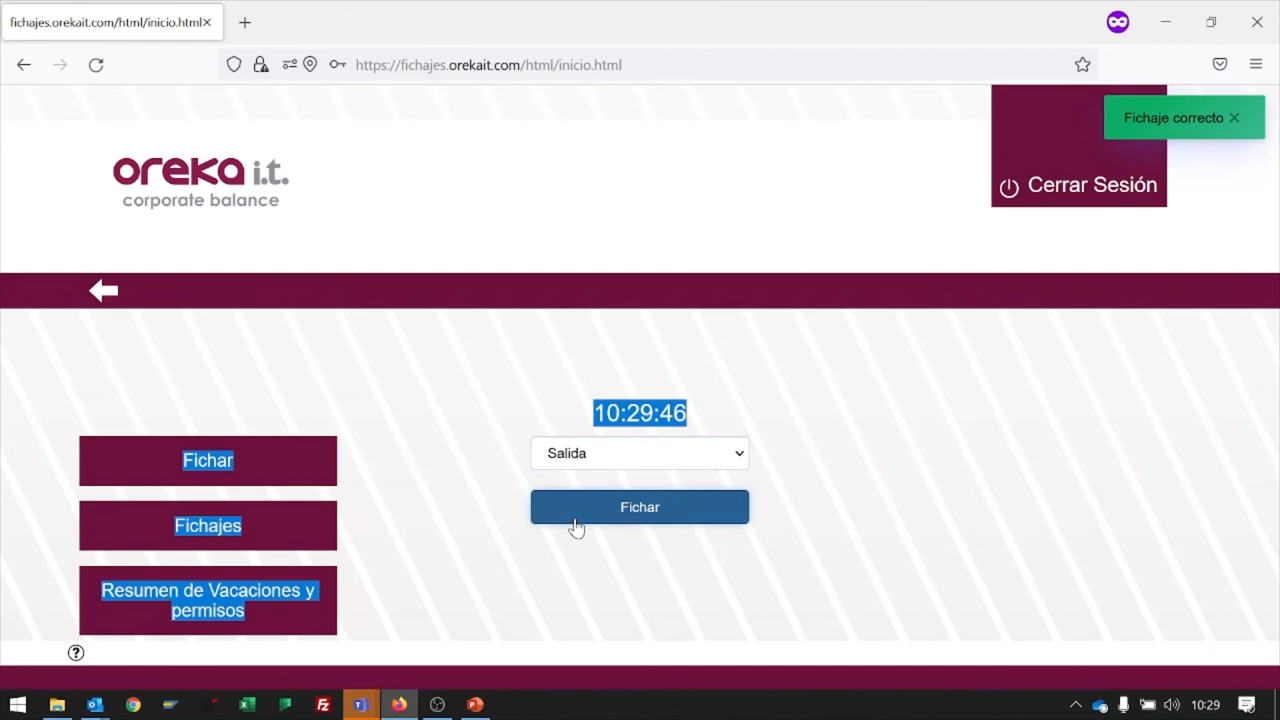 fichajes.orekait.com/html/inicio.html
https://fichajes.orekait.com/html/inicio.html
Fichaje correcto
Cerrar Sesión
oreka i.t.
corporate balance
10:29:46
Salida
Fichar
Fichar
Fichajes
Resumen de Vacaciones y
permisos
?
10:29